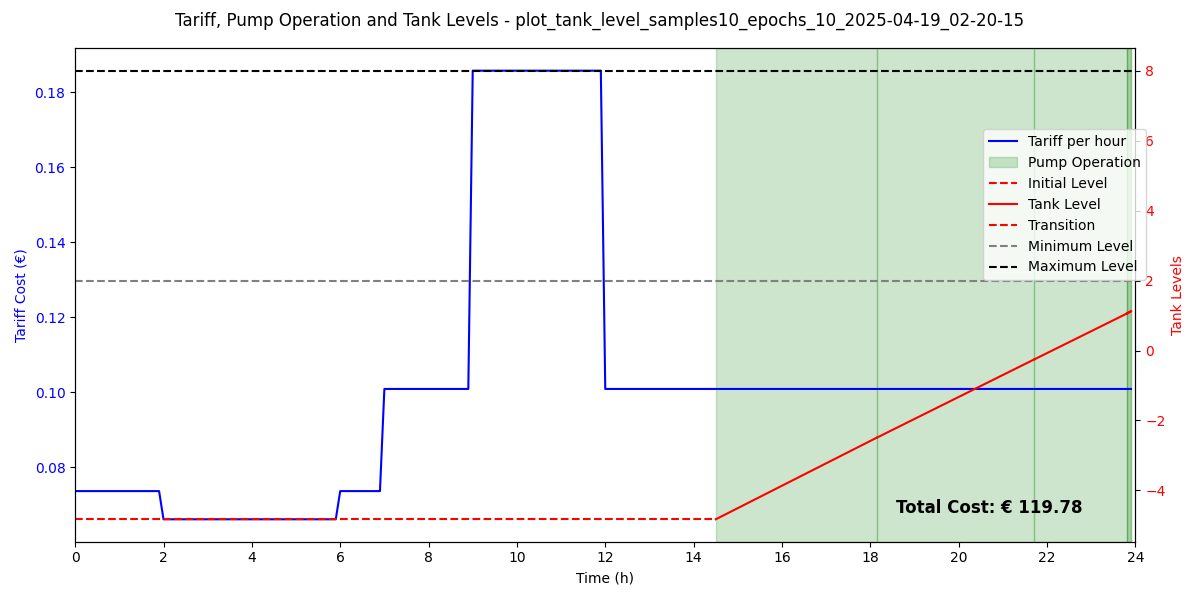 Tariff, Pump Operation and Tank Levels - plot_tank_level_samples10_epochs_10_2025-04-19_02-20-15
Tariff Cost (€)
0.18
0.16
0.14
0.12
0.10
0.08
8
6
4
2
0
−2
−4
Tank Levels
Tariff per hour
Pump Operation
Initial Level
Tank Level
Transition
Minimum Level
Maximum Level
Total Cost: € 119.78
0 2 4 6 8 10 12 14 16 18 20 22 24
Time (h)